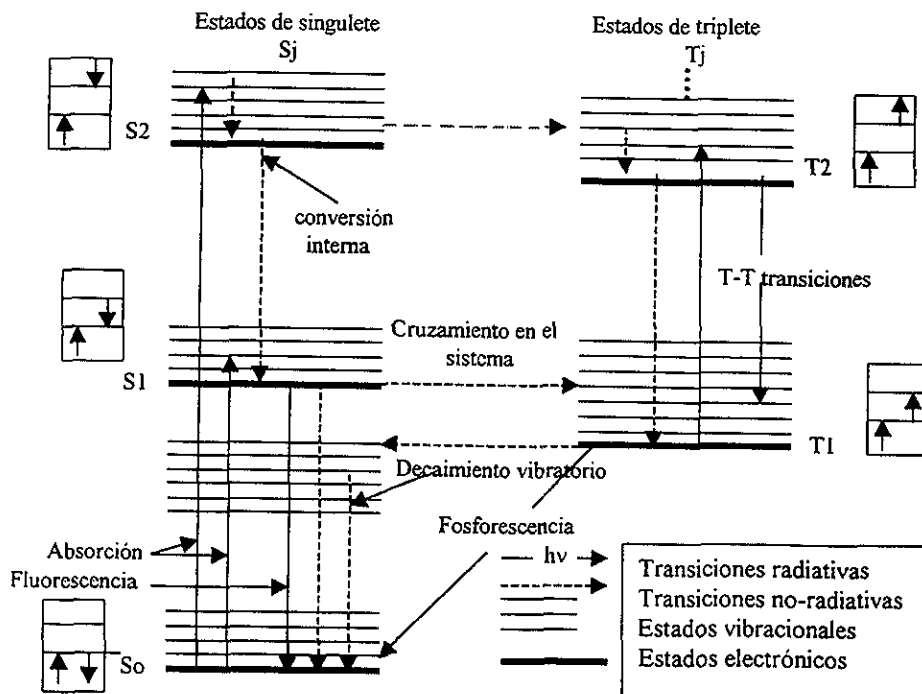 Estados de singulete
Sj
Estados de triplete
Tj
S2
T2
conversión
interna
T-T transiciones
Cruzamiento en el
sistema
S1
T1
Decaimiento vibratorio
Fosforescencia
Absorción
Fluorescencia
hν
Transiciones radiativas
Transiciones no-radiativas
Estados vibracionales
Estados electrónicos
So